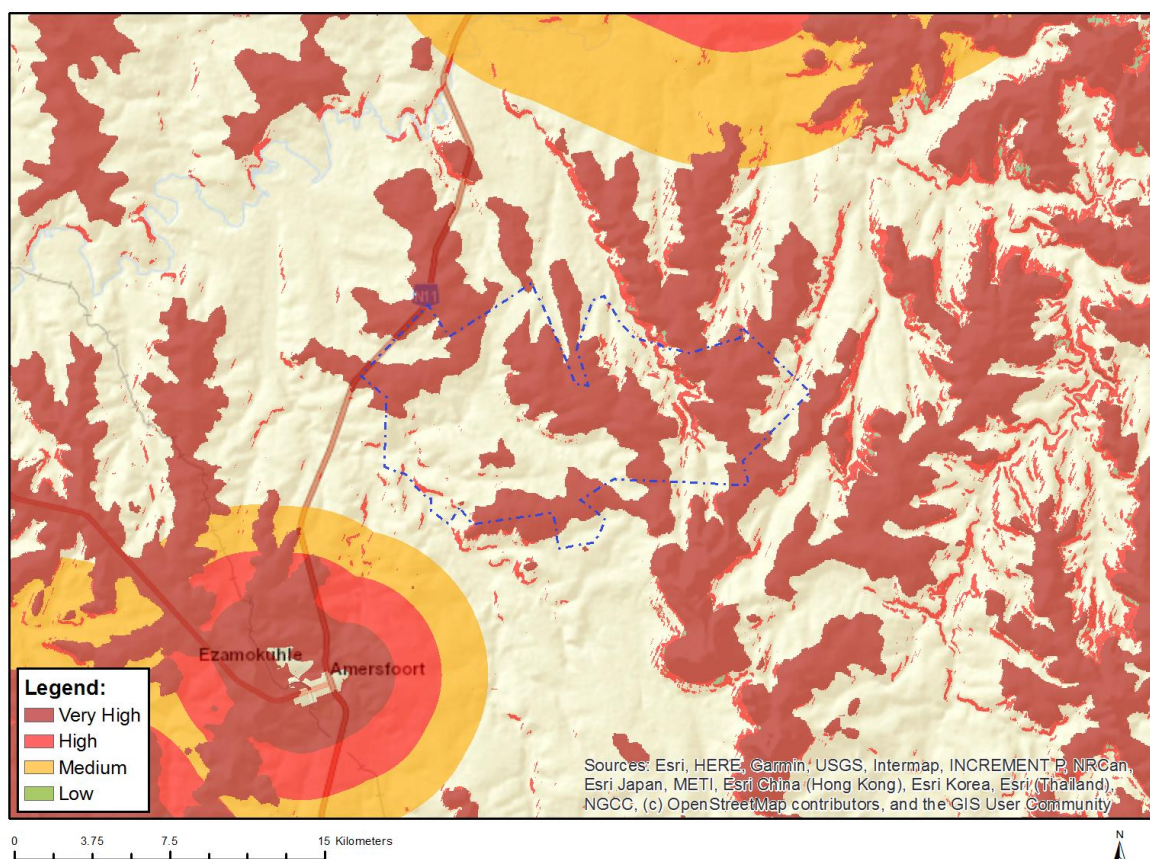 N11
Ezamokuhle
Amersfoort
Legend:
Very High
High
Medium
Low
Sources: Esri, HERE, Garmin, USGS, Intermap, INCREMENT P, NRCan,
Esri Japan, METI, Esri China (Hong Kong), Esri Korea, Esri (Thailand),
NGCC, (c) OpenStreetMap contributors, and the GIS User Community
0 3.75 7.5 15 Kilometers
N